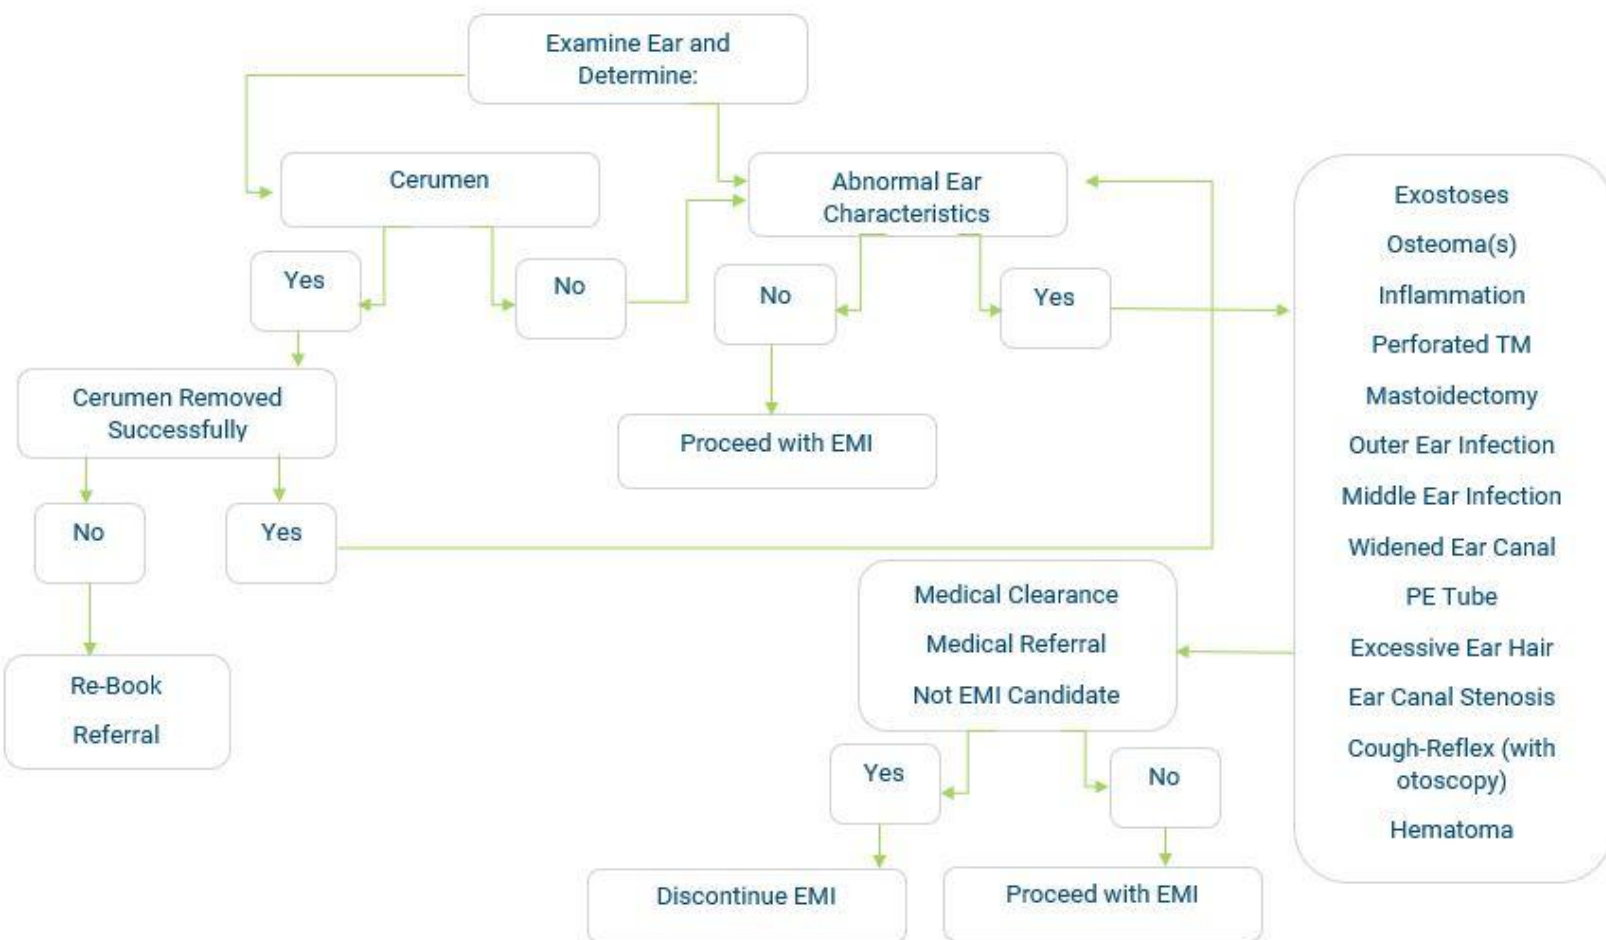 Examine Ear and
Determine:
Cerumen
Abnormal Ear
Characteristics
Yes
No
No
Yes
Cerumen Removed
Successfully
Proceed with EMI
No
Yes
Re-Book
Referral
Exostoses
Osteoma(s)
Inflammation
Perforated TM
Mastoidectomy
Outer Ear Infection
Middle Ear Infection
Widened Ear Canal
PE Tube
Excessive Ear Hair
Ear Canal Stenosis
Cough-Reflex (with
otoscopy)
Hematoma
Medical Clearance
Medical Referral
Not EMI Candidate
Yes
No
Discontinue EMI
Proceed with EMI